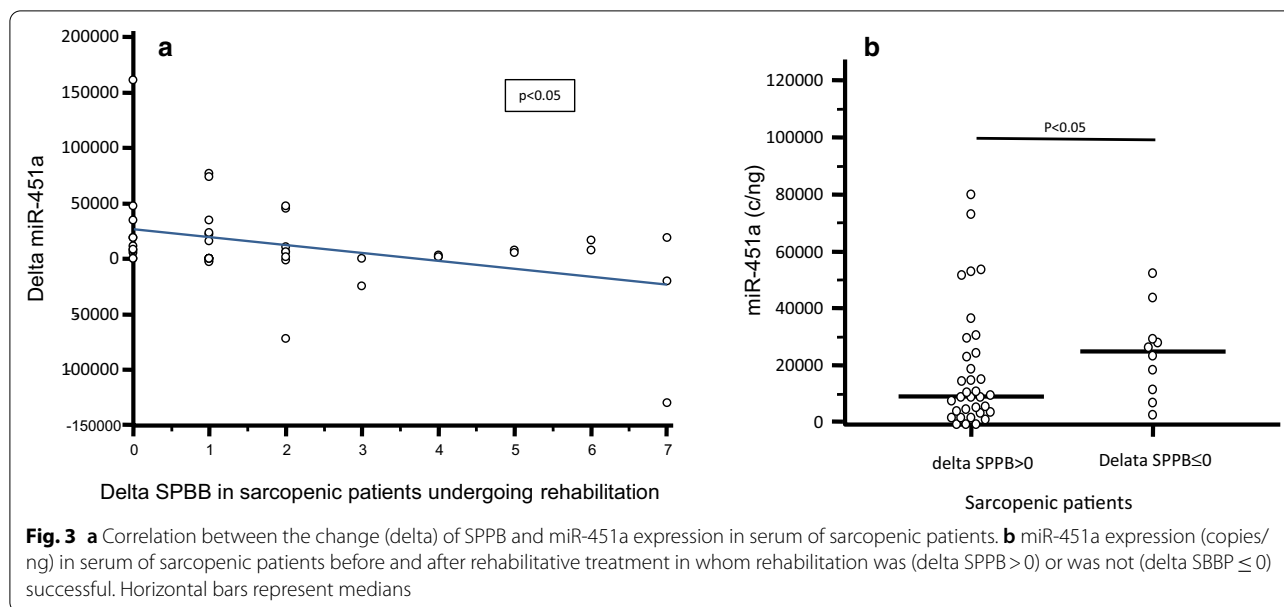 a
200000
150000
100000
50000
0
50000
100000
-150000
Delta miR-451a
p<0.05
0 1 2 3 4 5 6 7
Delta SPBB in sarcopenic patients undergoing rehabilitation
b
120000
100000
80000
60000
40000
20000
0
miR-451a (c/ng)
P<0.05
delta SPPB>0 Delata SPPB≤0
Sarcopenic patients
Fig. 3 a Correlation between the change (delta) of SPPB and miR-451a expression in serum of sarcopenic patients. b miR-451a expression (copies/
ng) in serum of sarcopenic patients before and after rehabilitative treatment in whom rehabilitation was (delta SPPB > 0) or was not (delta SBBP ≤ 0)
successful. Horizontal bars represent medians